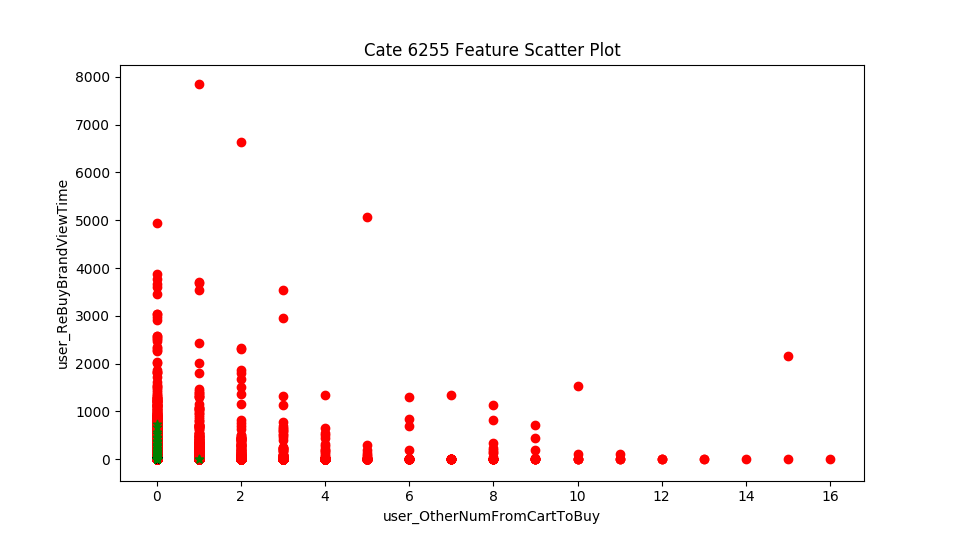 Cate 6255 Feature Scatter Plot
8000
7000
6000
5000
4000
3000
2000
1000
0
user_ReBuyBrandViewTime
0 2 4 6 8 10 12 14 16
user_OtherNumFromCartToBuy